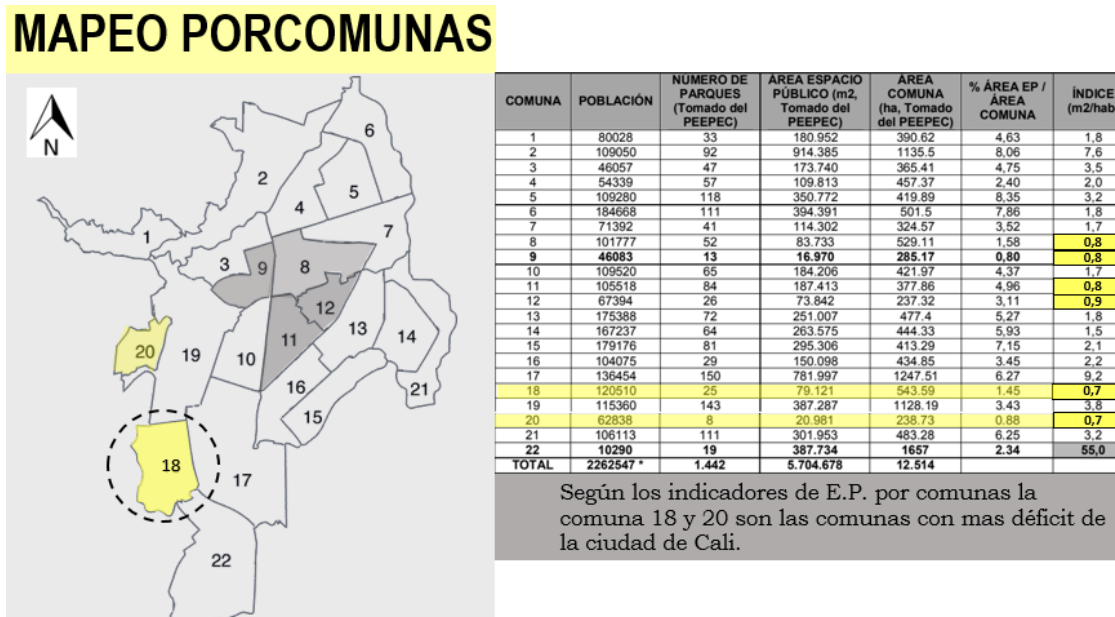 MAPEO PORCOMUNAS
N
6
2
5
4
1
7
3
9
8
12
13
14
20
19
10
11
16
21
15
18
17
22
COMUNA POBLACIÓN NÚMERO DE PARQUES (Tomado del PEEPEC) ÁREA ESPACIO PÚBLICO (m2, Tomado del PEEPEC) ÁREA COMUNA (ha, Tomado del PEEPEC) % ÁREA EP / ÁREA COMUNA ÍNDICE (m2/hab
1 80028 33 180.952 390.62 4,63 1,8
2 109050 92 914.385 1135.5 8,06 7,6
3 46057 47 173.740 365.41 4,75 3,5
4 54339 57 109.813 457.37 2,40 2,0
5 109280 118 350.772 419.89 8,35 3,2
6 184668 111 394.391 501.5 7,86 1,8
7 71392 41 114.302 324.57 3,52 1,7
8 101777 52 83.733 529.11 1,58 0,8
9 46083 13 16.970 285.17 0,80 0,8
10 109520 65 184.206 421.97 4,37 1,7
11 105518 84 187.413 377.86 4,96 0,8
12 67394 26 73.842 237.32 3,11 0,9
13 175388 72 251.007 477.4 5,27 1,8
14 167237 64 263.575 444.33 5,93 1,5
15 179176 81 295.306 413.29 7,15 2,1
16 104075 29 150.098 434.85 3.45 2,2
17 136454 150 781.997 1247.51 6.27 9,2
18 120510 25 79.121 543.59 1.45 0,7
19 115360 143 387.287 1128.19 3.43 3,8
20 62838 8 20.981 238.73 0.88 0,7
21 106113 111 301.953 483.28 6.25 3,2
22 10290 19 387.734 1657 2.34 55,0
TOTAL 2262547 * 1.442 5.704.678 12.514
Según los indicadores de E.P. por comunas la
comuna 18 y 20 son las comunas con mas déficit de
la ciudad de Cali.